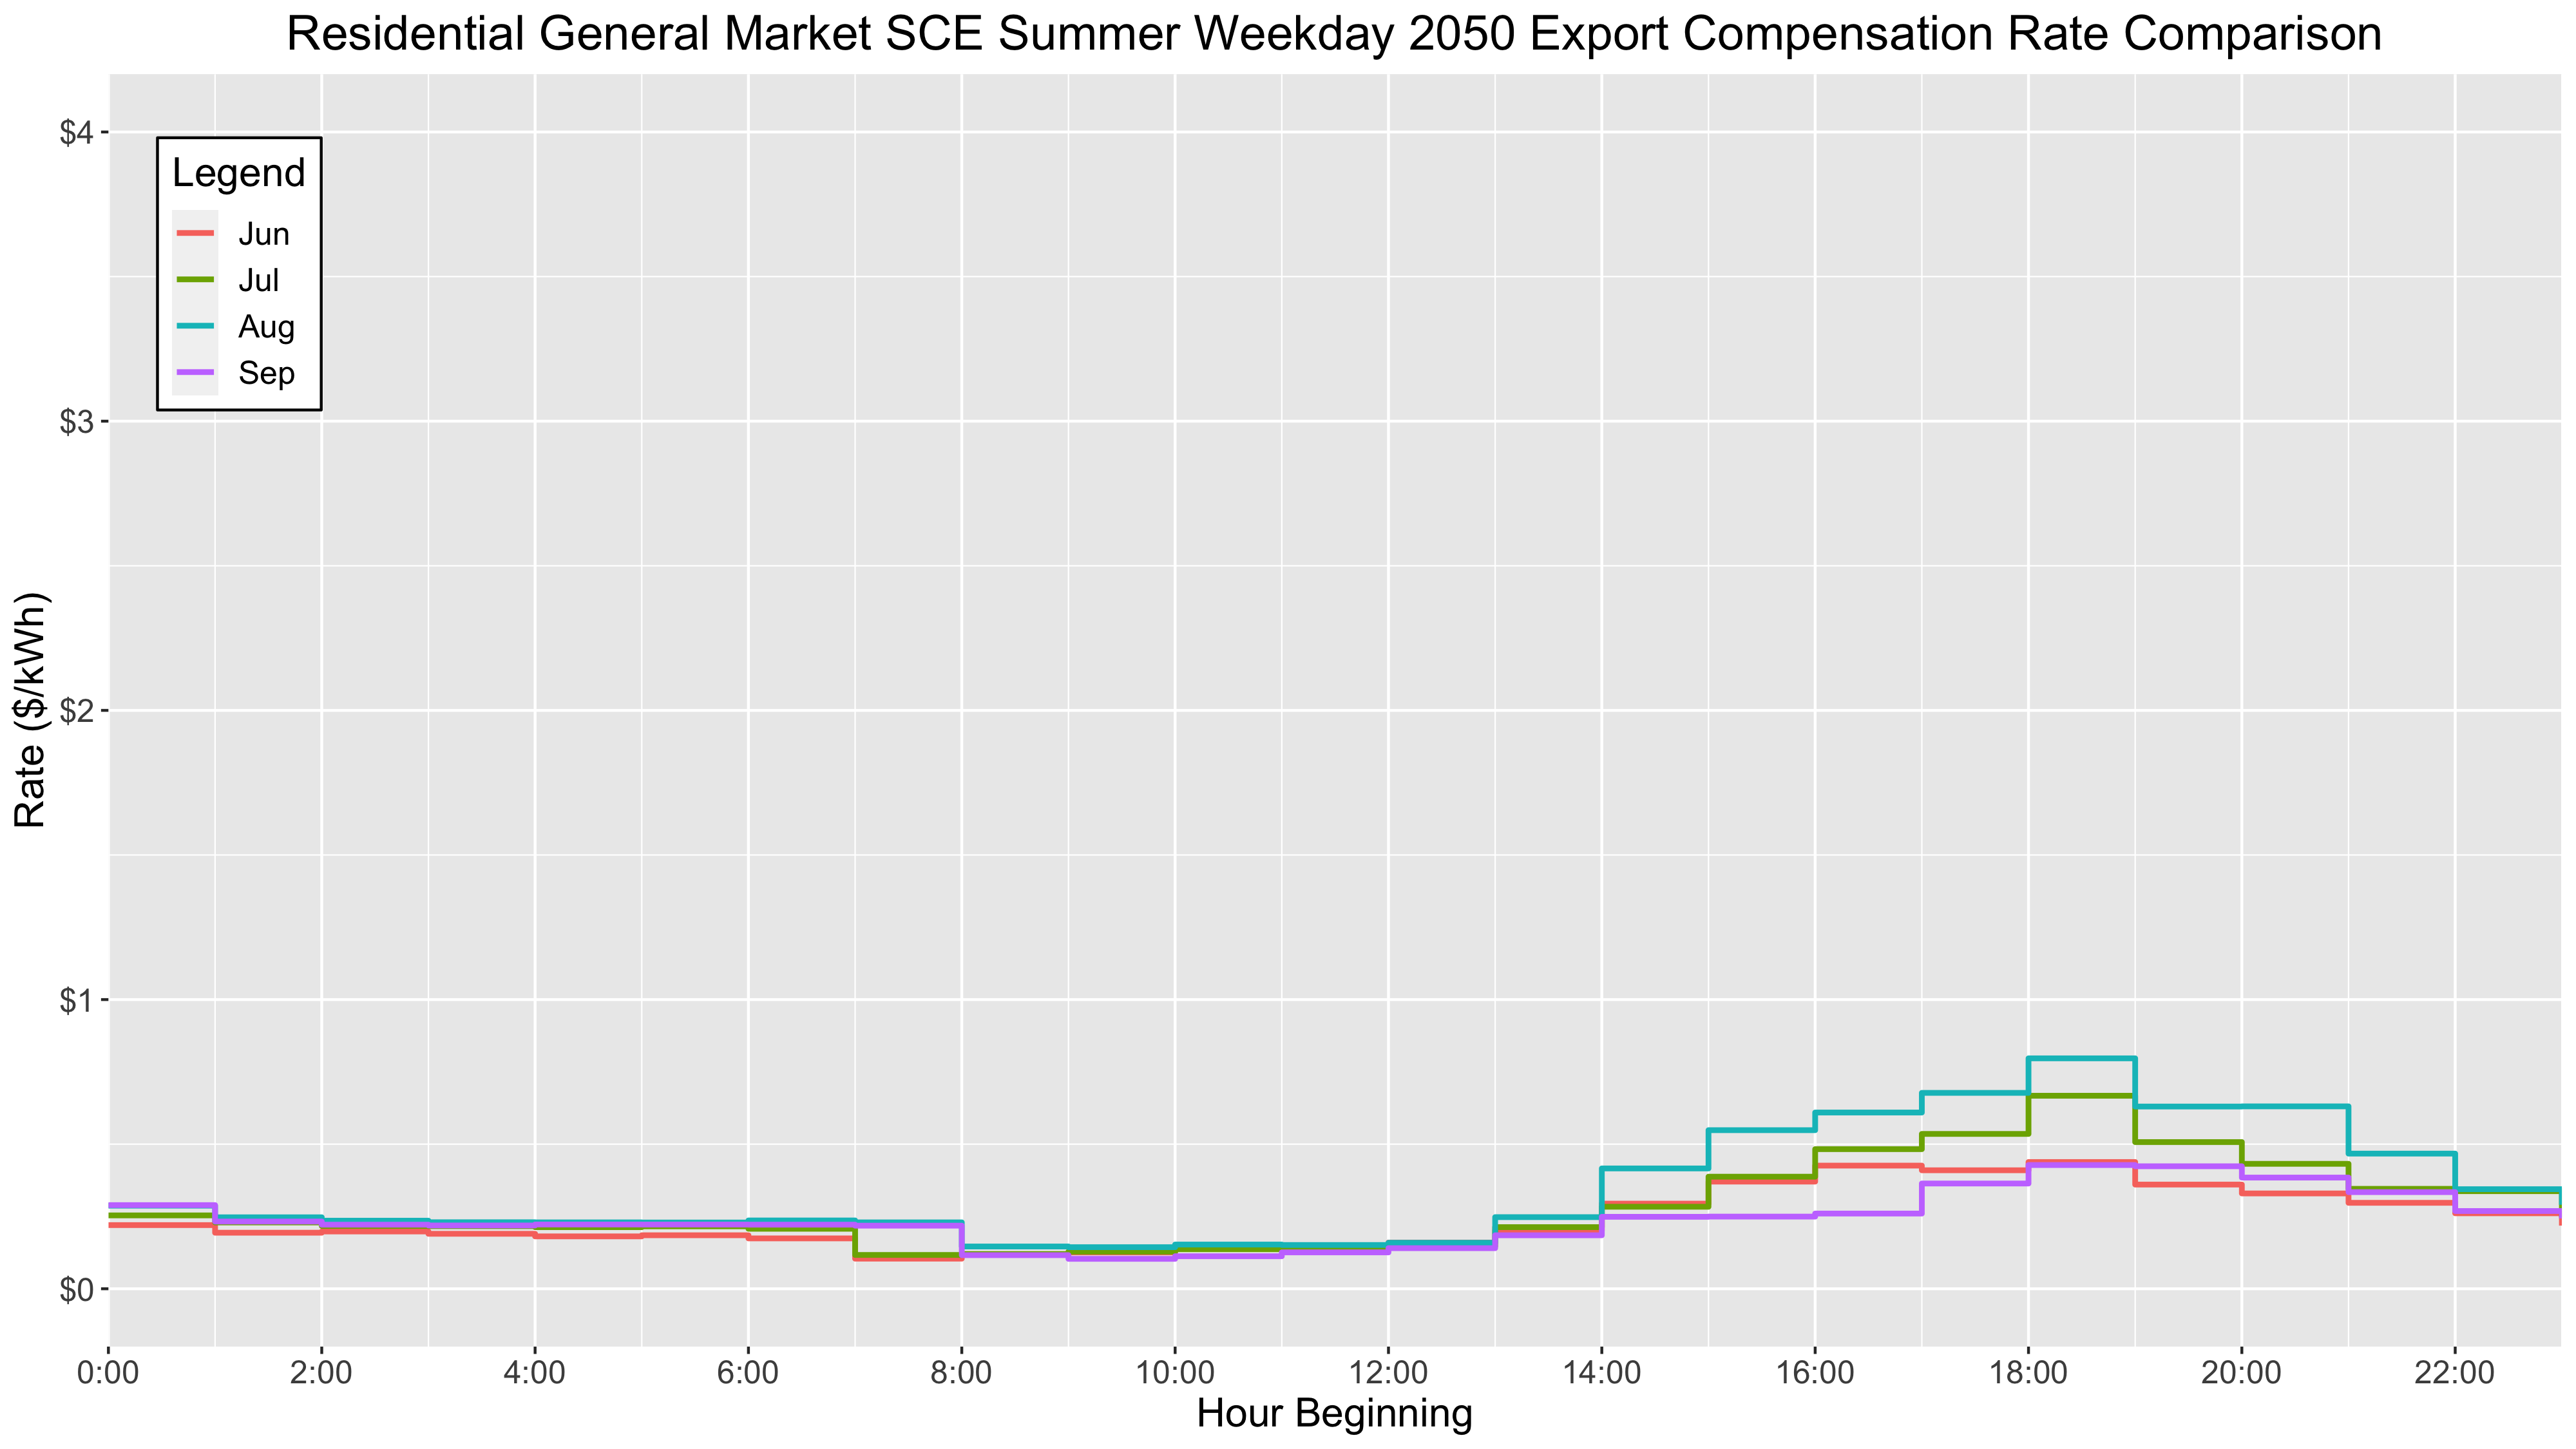 Residential General Market SCE Summer Weekday 2050 Export Compensation Rate Comparison
Rate ($/kWh)
$4
$3
$2
$1
$0
Legend
Jun
Jul
Aug
Sep
0:00 2:00 4:00 6:00 8:00 10:00 12:00 14:00 16:00 18:00 20:00 22:00
Hour Beginning